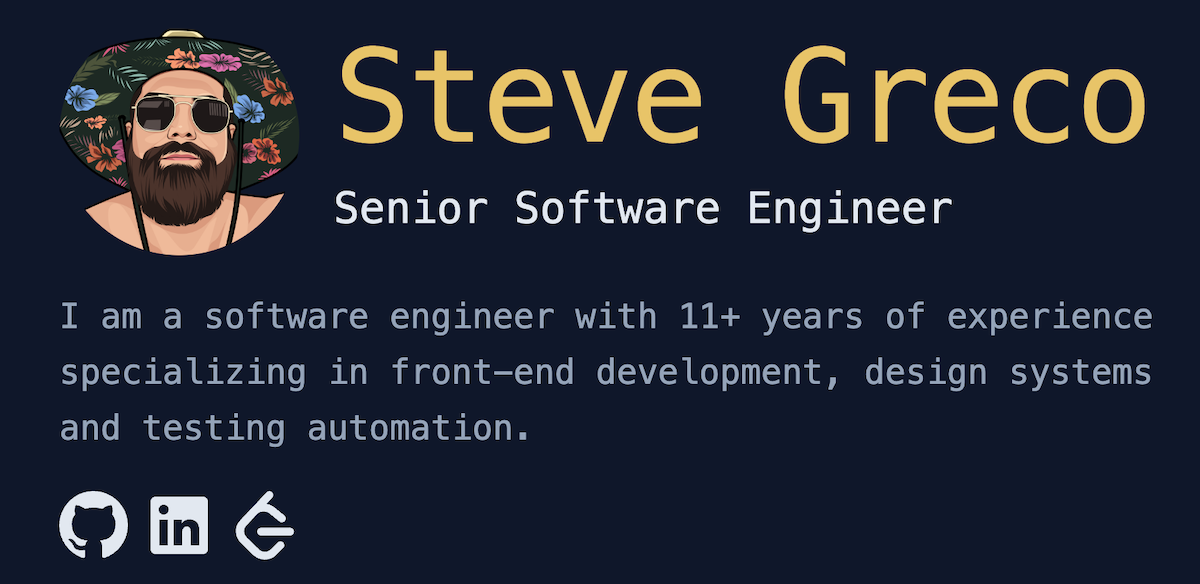 Steve Greco
Senior Software Engineer
I am a software engineer with 11+ years of experience
specializing in front-end development, design systems
and testing automation.
in